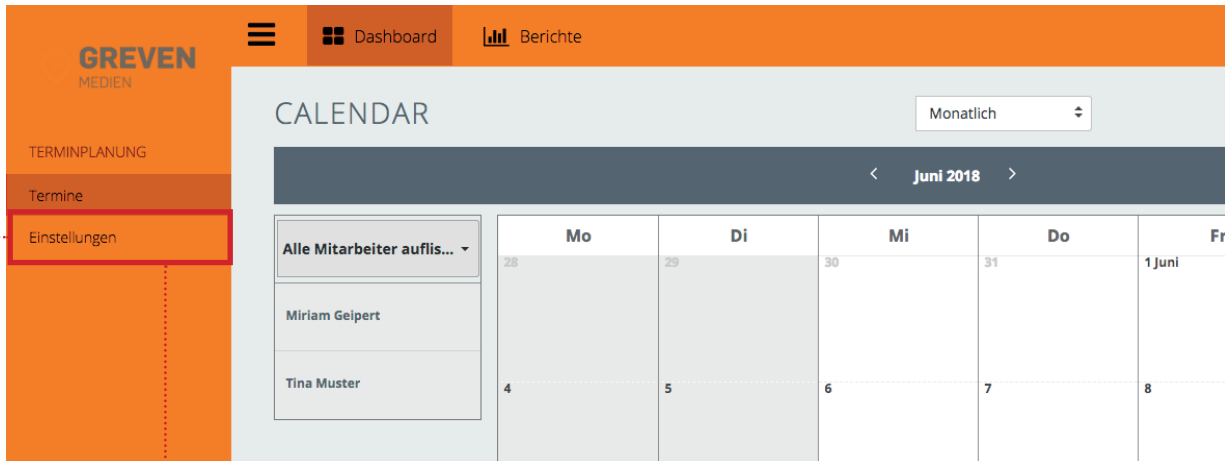 GREVEN
MEDIEN
Dashboard
Berichte
CALENDAR
Monatlich
TERMINPLANUNG
Termine
Einstellungen
< Juni 2018 >
Alle Mitarbeiter auflis...
Miriam Geipert
Tina Muster
Mo Di Mi Do Fr
28 29 30 31 1 Juni
4 5 6 7 8